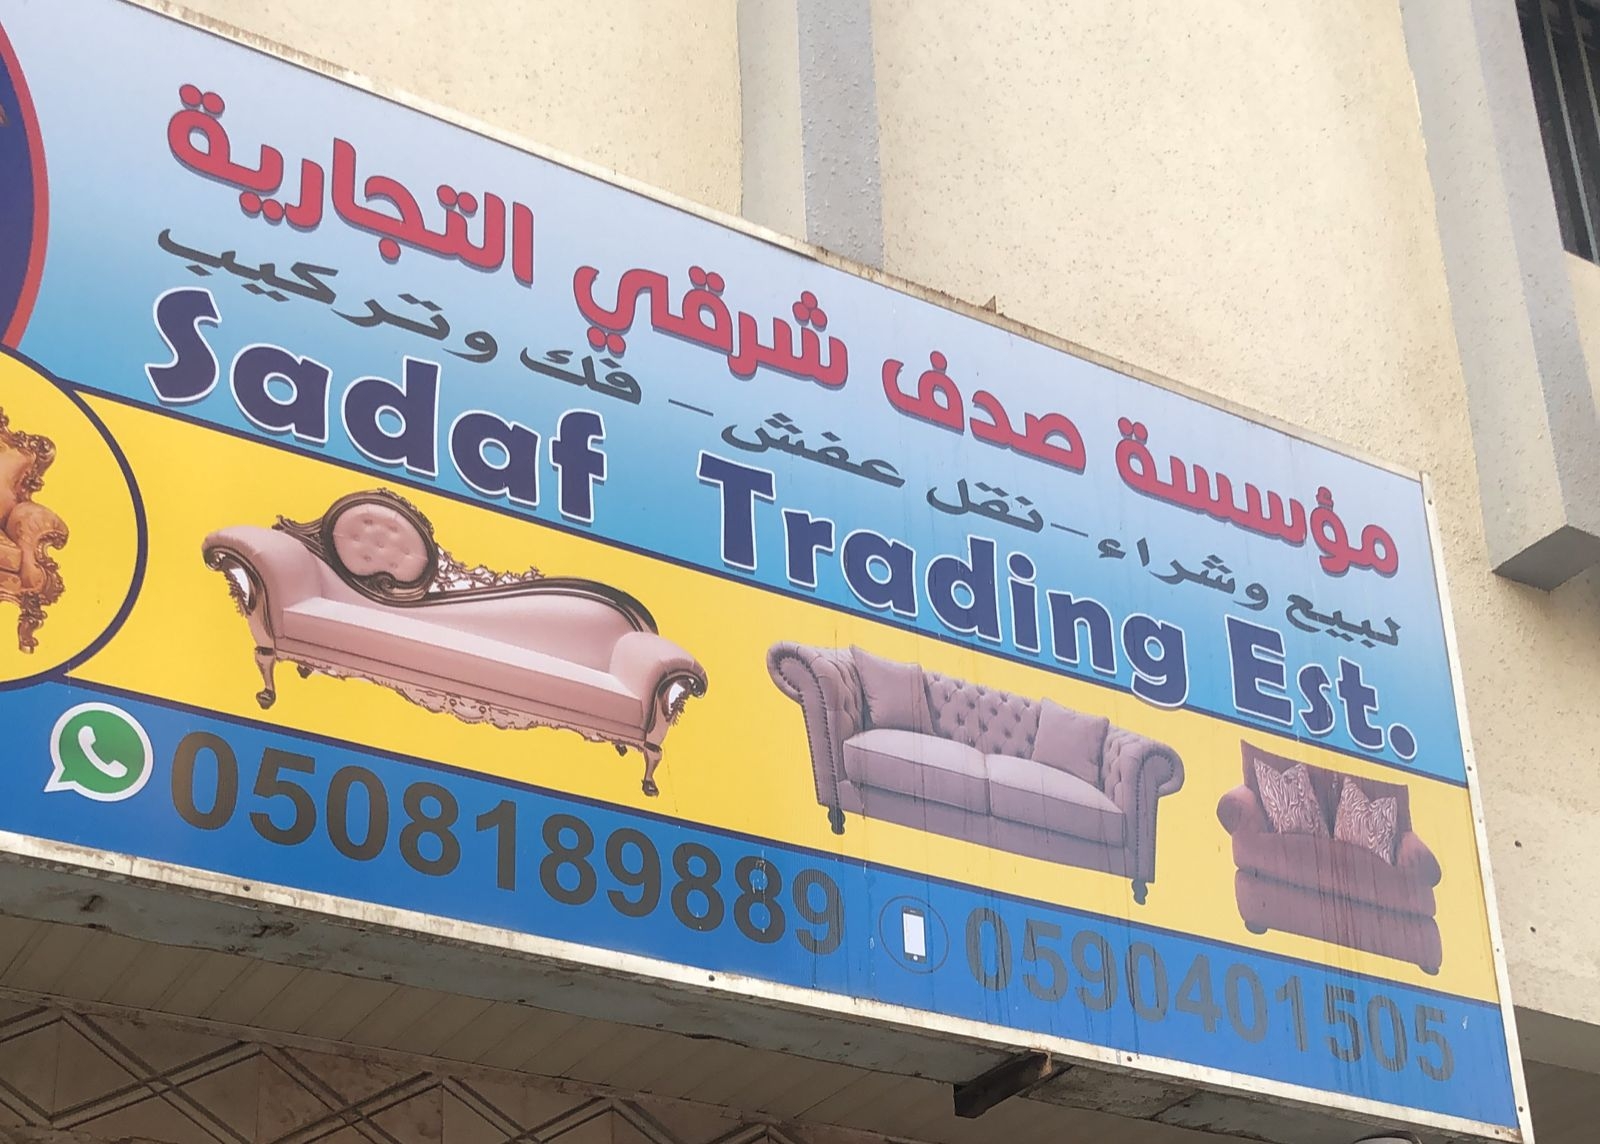 مؤسسة صدف شرقي التجارية
لبيع وشراء - نقل عفش - فك وتركيب
Sadaf Trading Est.
0508189889 0590401505